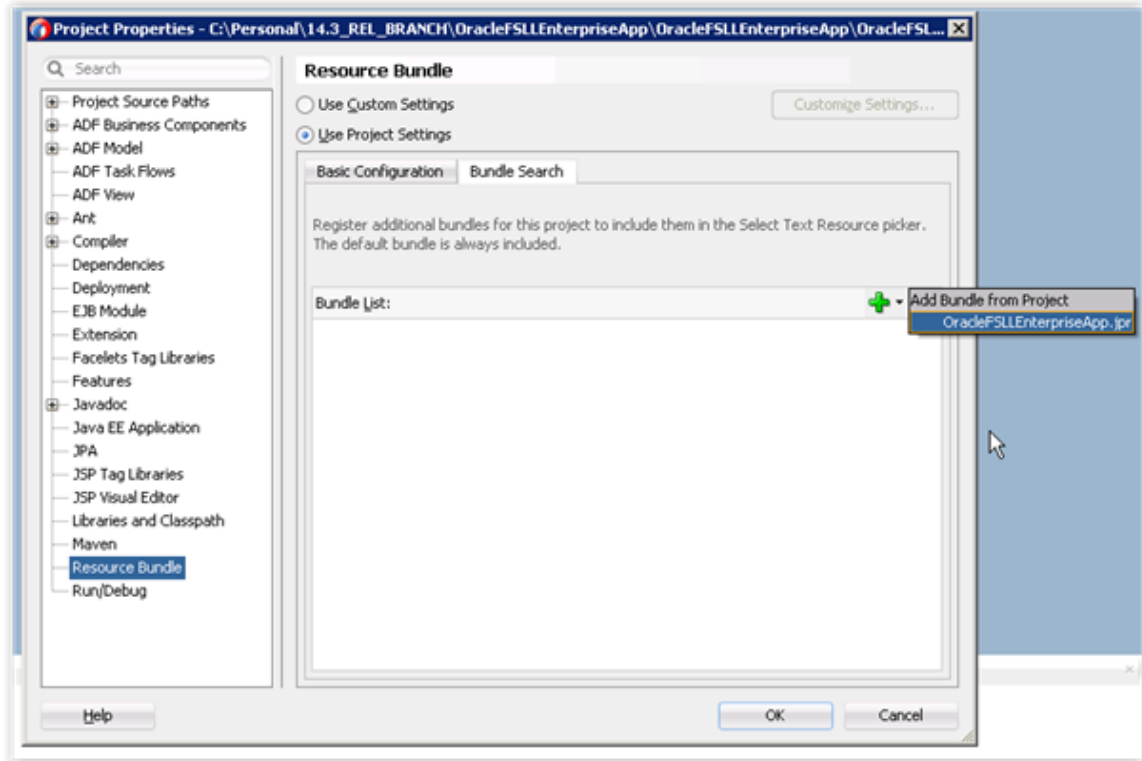 Project Properties - C:\Personal\14.3_REL_BRANCH\OracleFSLLEnterpriseApp\OracleFSLLEnterpriseApp\OracleFSL...
Search
Project Source Paths
ADF Business Components
ADF Model
ADF Task Flows
ADF View
Ant
Compiler
Dependencies
Deployment
EJB Module
Extension
Facelets Tag Libraries
Features
Javadoc
Java EE Application
JPA
JSP Tag Libraries
JSP Visual Editor
Libraries and Classpath
Maven
Resource Bundle
Run/Debug
Resource Bundle
Use Custom Settings
Customize Settings...
Use Project Settings
Basic Configuration
Bundle Search
Register additional bundles for this project to include them in the Select Text Resource picker.
The default bundle is always included.
Bundle List:
Add Bundle from Project
OracleFSLLEnterpriseApp.jpr
Help
OK
Cancel